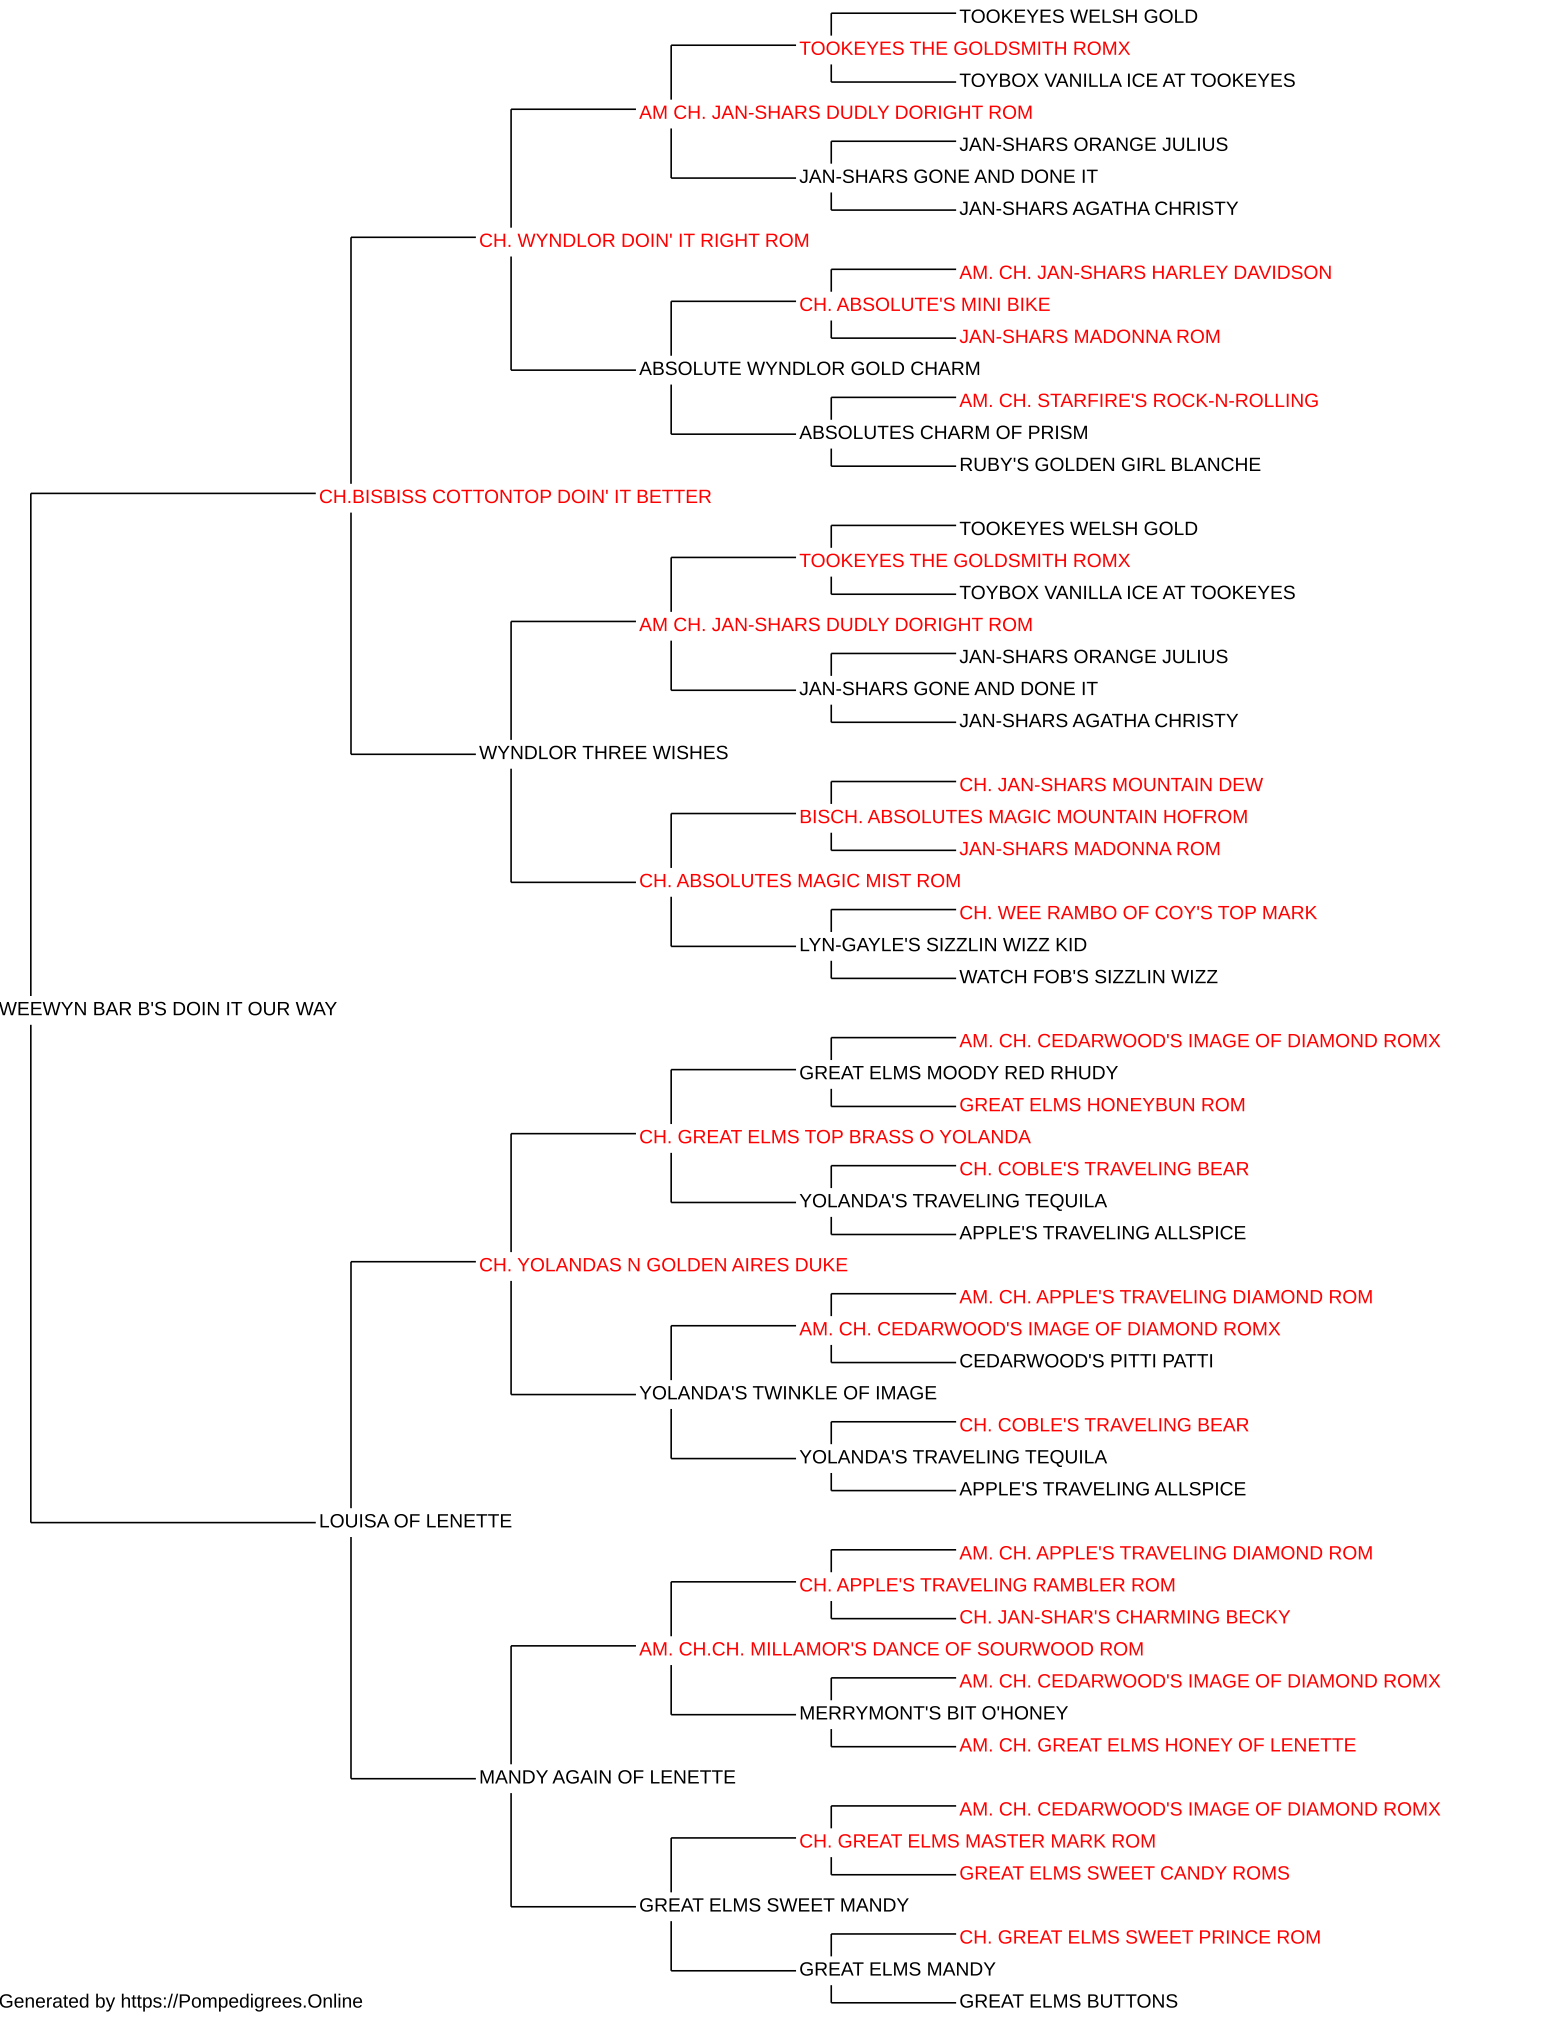 TOOKEYES WELSH GOLD
TOOKEYES THE GOLDSMITH ROMX
TOYBOX VANILLA ICE AT TOOKEYES
AM CH. JAN-SHARS DUDLY DORIGHT ROM
JAN-SHARS ORANGE JULIUS
JAN-SHARS GONE AND DONE IT
JAN-SHARS AGATHA CHRISTY
CH. WYNDLOR DOIN' IT RIGHT ROM
AM. CH. JAN-SHARS HARLEY DAVIDSON
CH. ABSOLUTE'S MINI BIKE
JAN-SHARS MADONNA ROM
ABSOLUTE WYNDLOR GOLD CHARM
AM. CH. STARFIRE'S ROCK-N-ROLLING
ABSOLUTES CHARM OF PRISM
RUBY'S GOLDEN GIRL BLANCHE
CH.BISBISS COTTONTOP DOIN' IT BETTER
TOOKEYES WELSH GOLD
TOOKEYES THE GOLDSMITH ROMX
TOYBOX VANILLA ICE AT TOOKEYES
AM CH. JAN-SHARS DUDLY DORIGHT ROM
JAN-SHARS ORANGE JULIUS
JAN-SHARS GONE AND DONE IT
JAN-SHARS AGATHA CHRISTY
WYNDLOR THREE WISHES
CH. JAN-SHARS MOUNTAIN DEW
BISCH. ABSOLUTES MAGIC MOUNTAIN HOFROM
JAN-SHARS MADONNA ROM
CH. ABSOLUTES MAGIC MIST ROM
CH. WEE RAMBO OF COY'S TOP MARK
LYN-GAYLE'S SIZZLIN WIZZ KID
WATCH FOB'S SIZZLIN WIZZ
WEEWYN BAR B'S DOIN IT OUR WAY
AM. CH. CEDARWOOD'S IMAGE OF DIAMOND ROMX
GREAT ELMS MOODY RED RHUDY
GREAT ELMS HONEYBUN ROM
CH. GREAT ELMS TOP BRASS O YOLANDA
CH. COBLE'S TRAVELING BEAR
YOLANDA'S TRAVELING TEQUILA
APPLE'S TRAVELING ALLSPICE
CH. YOLANDAS N GOLDEN AIRES DUKE
AM. CH. APPLE'S TRAVELING DIAMOND ROM
AM. CH. CEDARWOOD'S IMAGE OF DIAMOND ROMX
CEDARWOOD'S PITTI PATTI
YOLANDA'S TWINKLE OF IMAGE
CH. COBLE'S TRAVELING BEAR
YOLANDA'S TRAVELING TEQUILA
APPLE'S TRAVELING ALLSPICE
LOUISA OF LENETTE
AM. CH. APPLE'S TRAVELING DIAMOND ROM
CH. APPLE'S TRAVELING RAMBLER ROM
CH. JAN-SHAR'S CHARMING BECKY
AM. CH.CH. MILLAMOR'S DANCE OF SOURWOOD ROM
AM. CH. CEDARWOOD'S IMAGE OF DIAMOND ROMX
MERRYMONT'S BIT O'HONEY
AM. CH. GREAT ELMS HONEY OF LENETTE
MANDY AGAIN OF LENETTE
AM. CH. CEDARWOOD'S IMAGE OF DIAMOND ROMX
CH. GREAT ELMS MASTER MARK ROM
GREAT ELMS SWEET CANDY ROMS
GREAT ELMS SWEET MANDY
CH. GREAT ELMS SWEET PRINCE ROM
GREAT ELMS MANDY
GREAT ELMS BUTTONS
Generated by https://Pompedigrees.Online